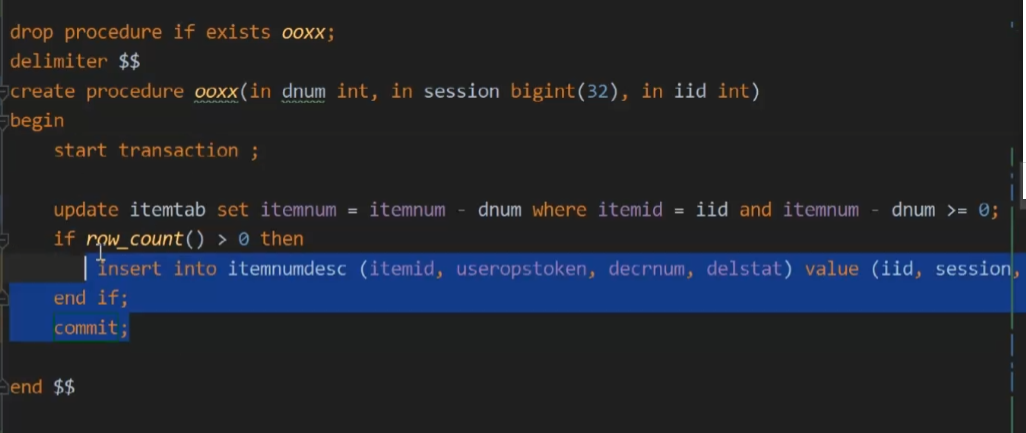 drop procedure if exists ooxx;
delimiter $$
create procedure ooxx(in dnum int, in session bigint(32), in iid int)
begin
start transaction ;
update itemtab set itemnum = itemnum - dnum where itemid = iid and itemnum - dnum >= 0;
if row_count() > 0 then
insert into itemnumdesc (itemid, useropstoken, decrnum, delstat) value (iid, session,
end if;
commit;
end $$